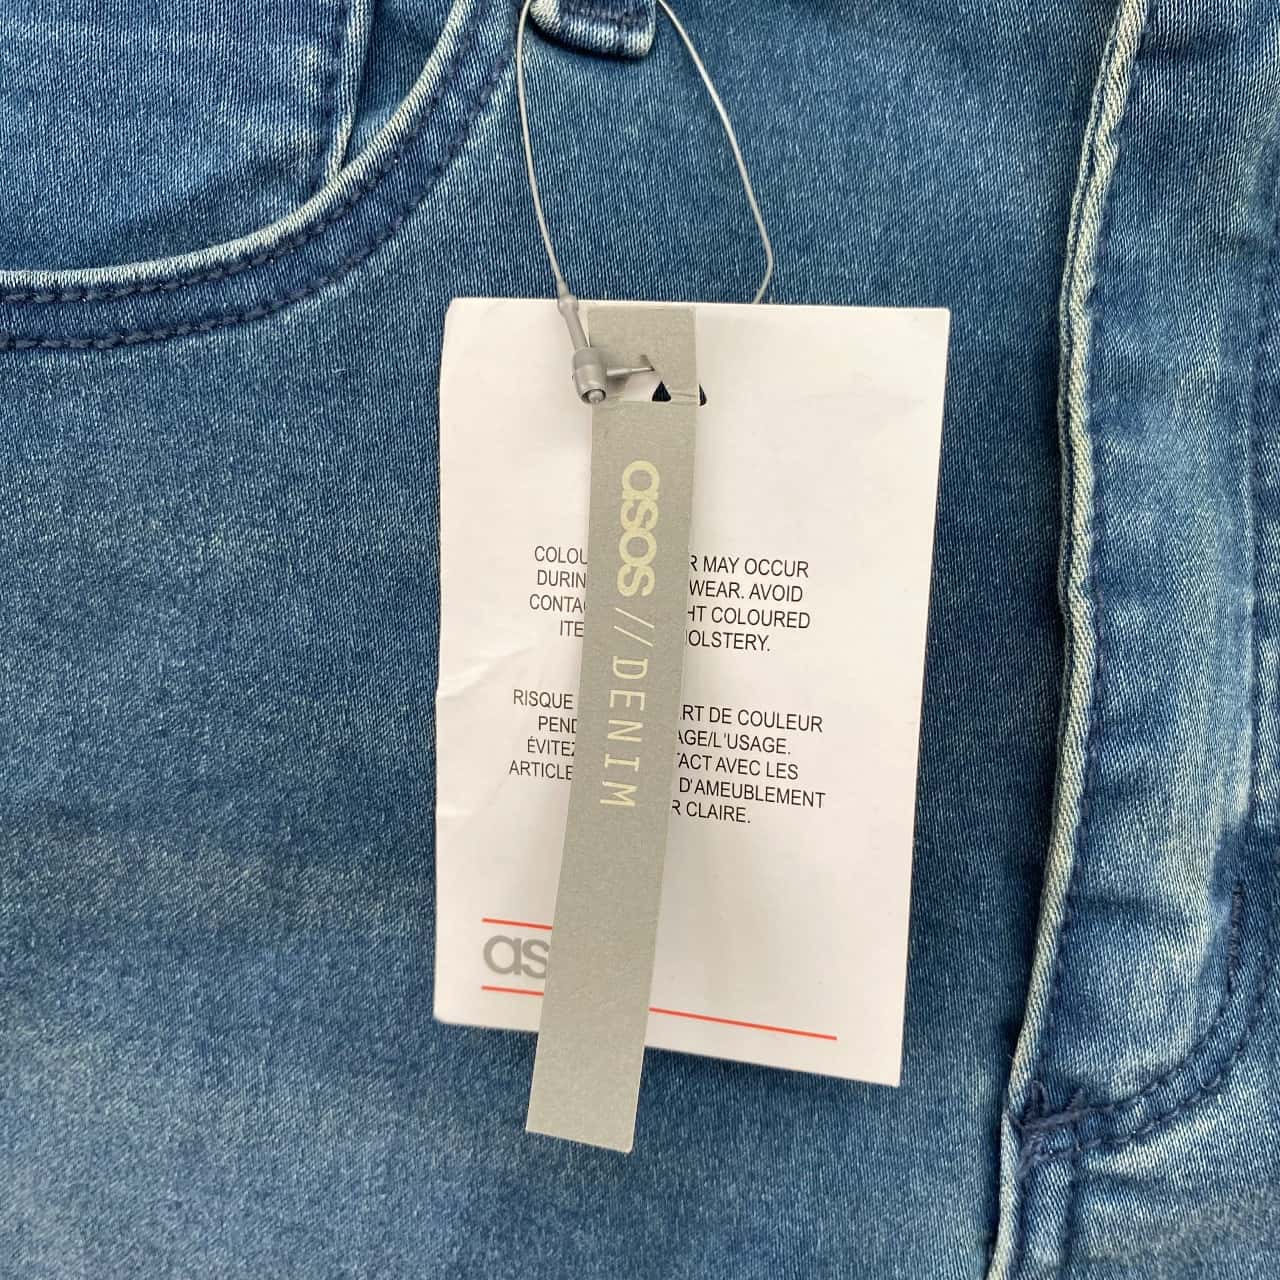 asos //DENIM
COLOU R MAY OCCUR
DURIN WEAR. AVOID
CONTA HT COLOURED
ITE OLSTERY.
RISQUE RT DE COULEUR
PEND AGE/L'USAGE.
ÉVITEZ TACT AVEC LES
ARTICLE D'AMEUBLEMENT
R CLAIRE.
as